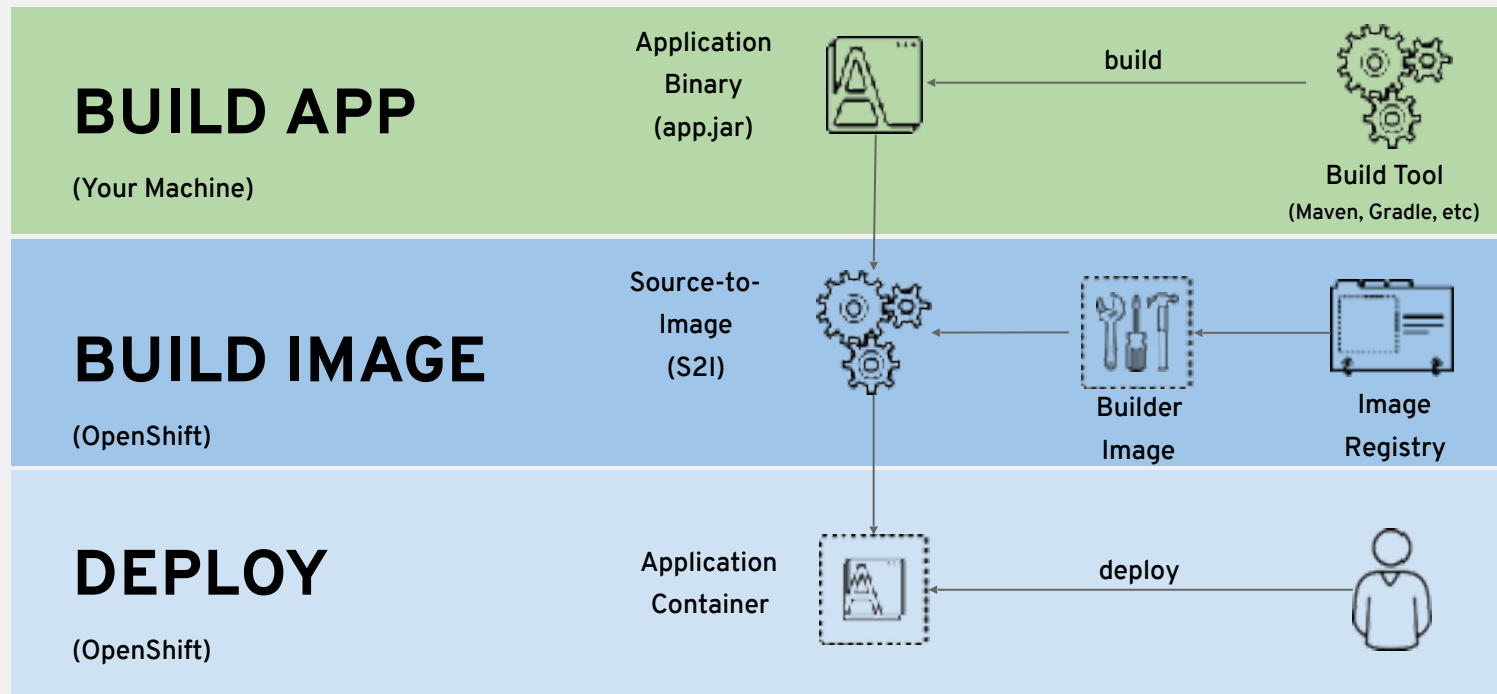 BUILD APP
(Your Machine)
Application
Binary
(app.jar)
build
Build Tool
(Maven, Gradle, etc)
BUILD IMAGE
(OpenShift)
Source-to-
Image
(S2I)
Builder
Image
Image
Registry
DEPLOY
(OpenShift)
Application
Container
deploy